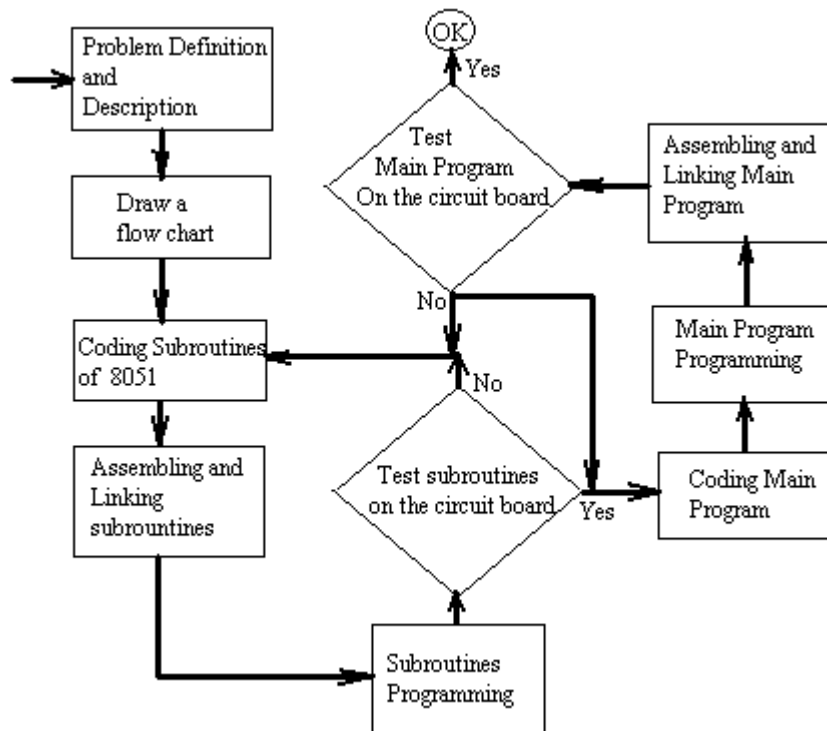 Problem Definition
and
Description
Draw a
flow chart
Coding Subroutines
of 8051
Assembling and
Linking
subrountines
Subroutines
Programming
Test subroutines
on the circuit board
No
Yes
Coding Main
Program
Main Program
Programming
Assembling and
Linking Main
Program
Test
Main Program
On the circuit board
No
Yes
OK